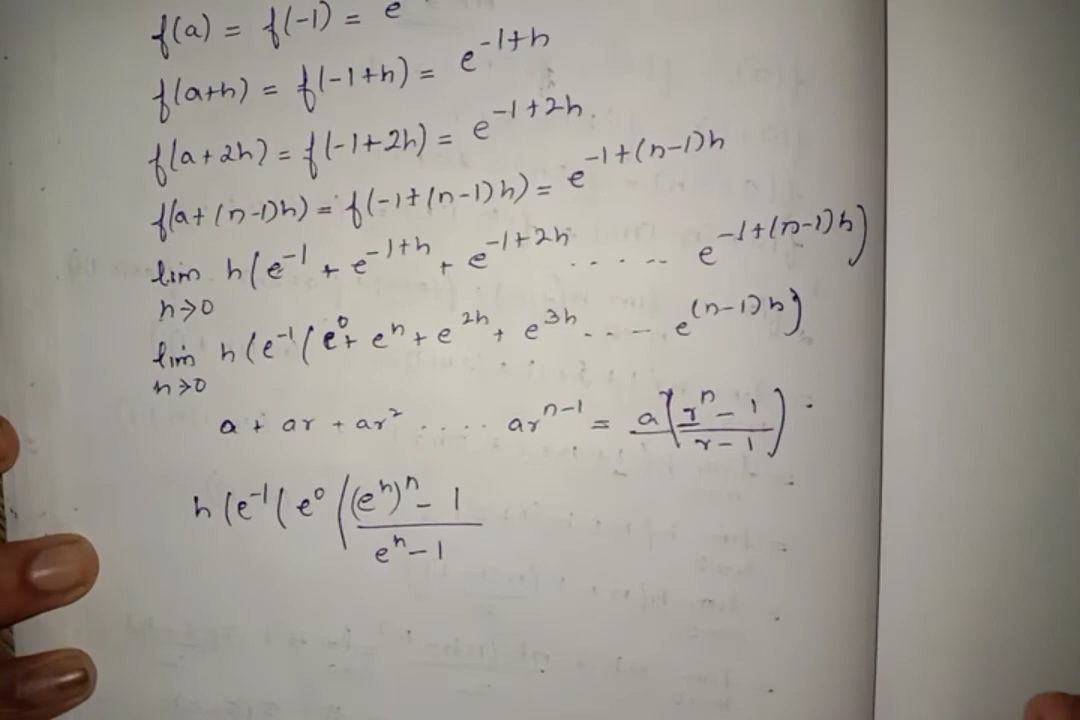 f(a) = f(-1) = e
f(a+h) = f(-1+h) = e^{-1+h}
f(a+2h) = f(-1+2h) = e^{-1+2h}.
f(a+(n-1)h) = f(-1+(n-1)h) = e^{-1+(n-1)h}
lim h(e^{-1} + e^{-1+h} + e^{-1+2h} ..... e^{-1+(n-1)h})
h→0
lim h(e^{-1}(e^0 + e^h + e^{2h} + e^{3h} ... - e^{(n-1)h})
h→0
a + ar + ar^2 .... ar^{n-1} = a(r^n - 1 / r - 1).
h(e^{-1}(e^0((e^h)^n - 1 / e^h - 1